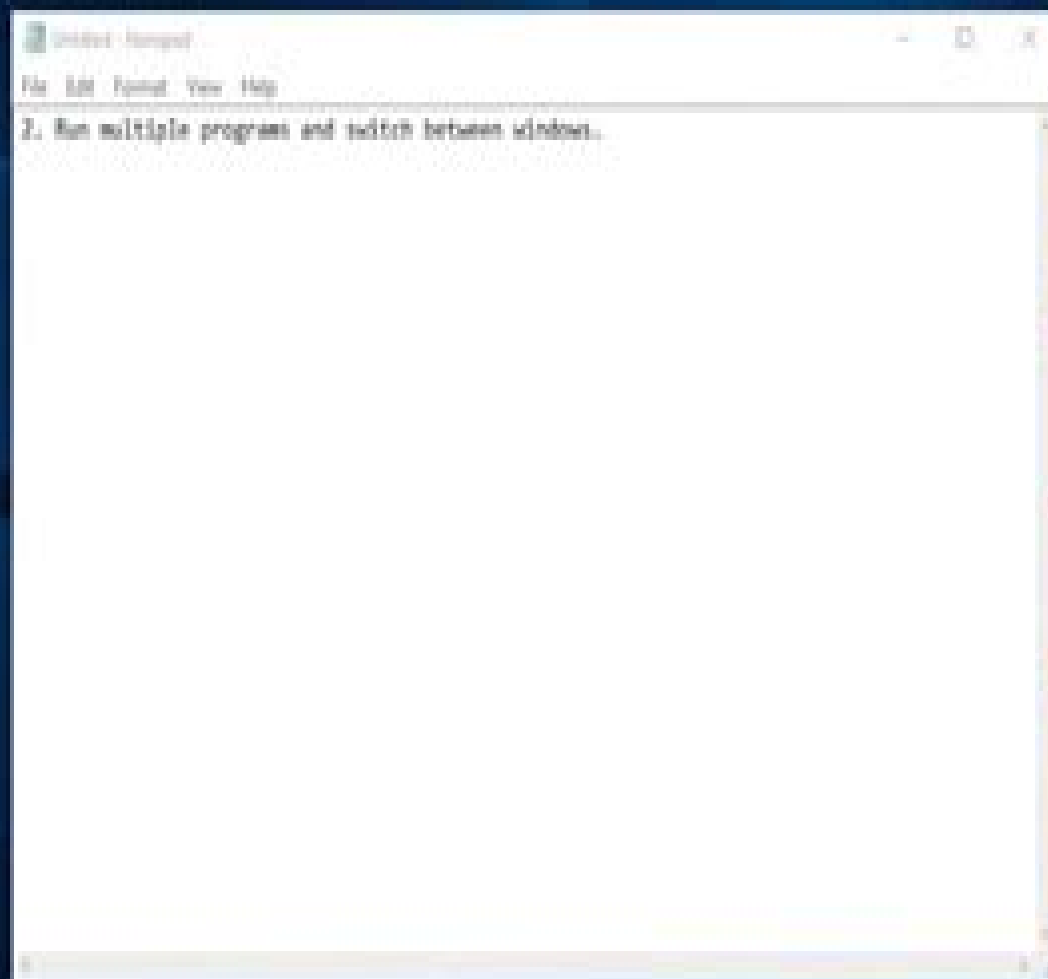 Untitled - Notepad
File Edit Format View Help
2. Run multiple programs and switch between windows.